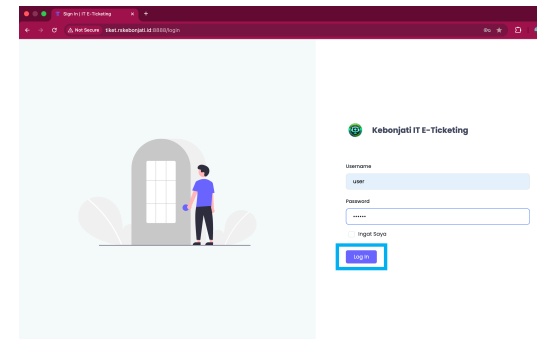 Sign In | IT E-Ticketing
Not Secure tiket.rskebonjati.id:8888/login
Kebonjati IT E-Ticketing
Username
user
Password
••••••
Ingat Saya
Log In